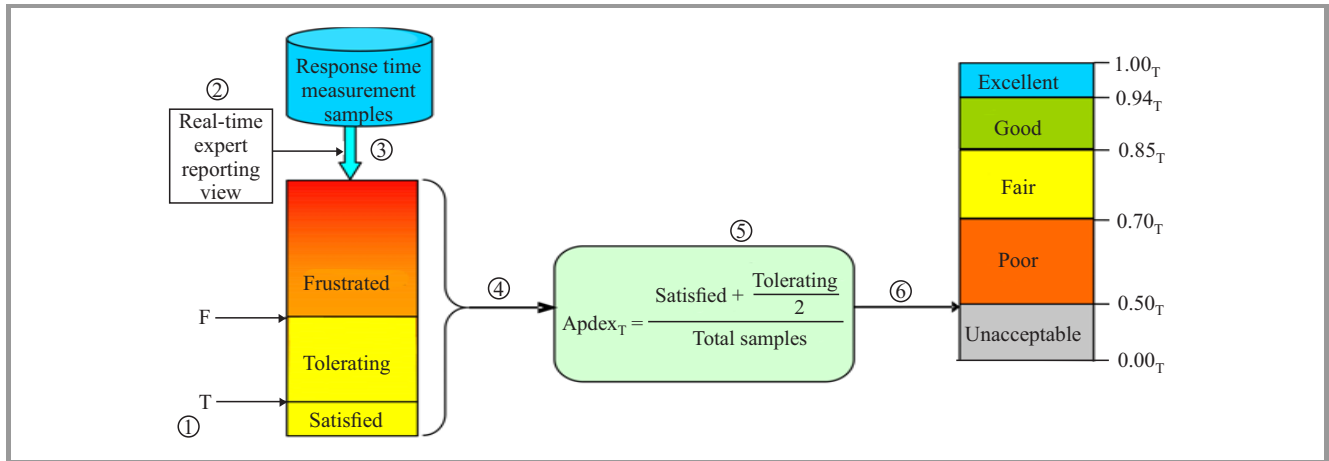 ②
Real-time
expert
reporting
view
Response time
measurement
samples
③
Frustrated
F
Tolerating
T
①
Satisfied
④
⑤
Apdex_T = (Satisfied + Tolerating/2) / Total samples
⑥
Excellent
Good
Fair
Poor
Unacceptable
1.00_T
0.94_T
0.85_T
0.70_T
0.50_T
0.00_T